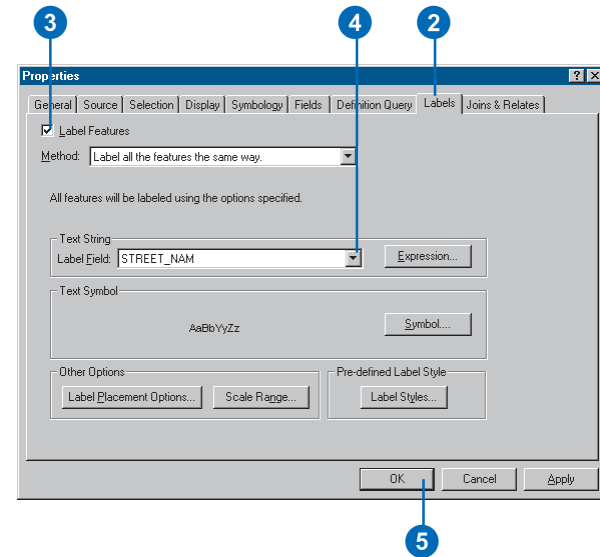 3 4 2
Properties
General Source Selection Display Symbology Fields Definition Query Labels Joins & Relates
Label Features
Method: Label all the features the same way.
All features will be labeled using the options specified.
Text String
Label Field: STREET_NAM Expression...
Text Symbol
AaBbYyZz Symbol....
Other Options Pre-defined Label Style
Label Placement Options... Scale Range... Label Styles...
OK Cancel Apply
5